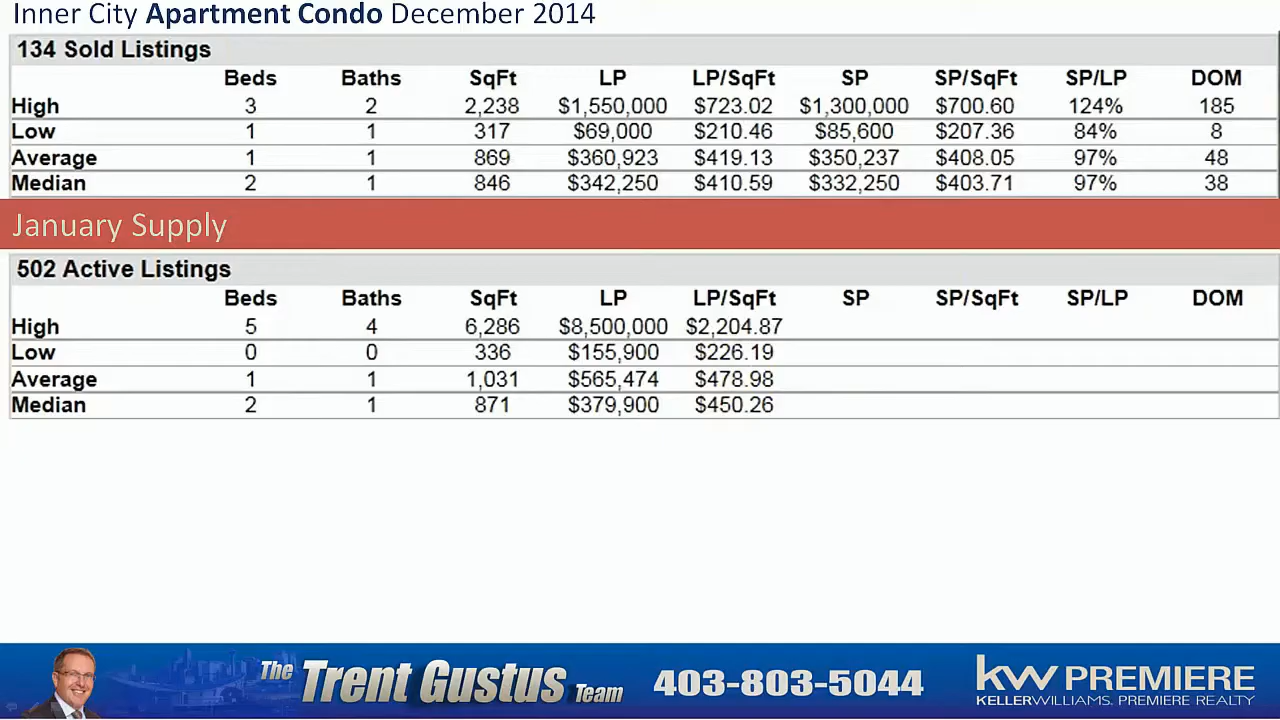 Inner City Apartment Condo December 2014
134 Sold Listings
Beds Baths SqFt LP LP/SqFt SP SP/SqFt SP/LP DOM
High 3 2 2,238 $1,550,000 $723.02 $1,300,000 $700.60 124% 185
Low 1 1 317 $69,000 $210.46 $85,600 $207.36 84% 8
Average 1 1 869 $360,923 $419.13 $350,237 $408.05 97% 48
Median 2 1 846 $342,250 $410.59 $332,250 $403.71 97% 38
January Supply
502 Active Listings
Beds Baths SqFt LP LP/SqFt SP SP/SqFt SP/LP DOM
High 5 4 6,286 $8,500,000 $2,204.87
Low 0 0 336 $155,900 $226.19
Average 1 1 1,031 $565,474 $478.98
Median 2 1 871 $379,900 $450.26
The Trent Gustus Team 403-803-5044 kw PREMIERE
KELLERWILLIAMS. PREMIERE REALTY